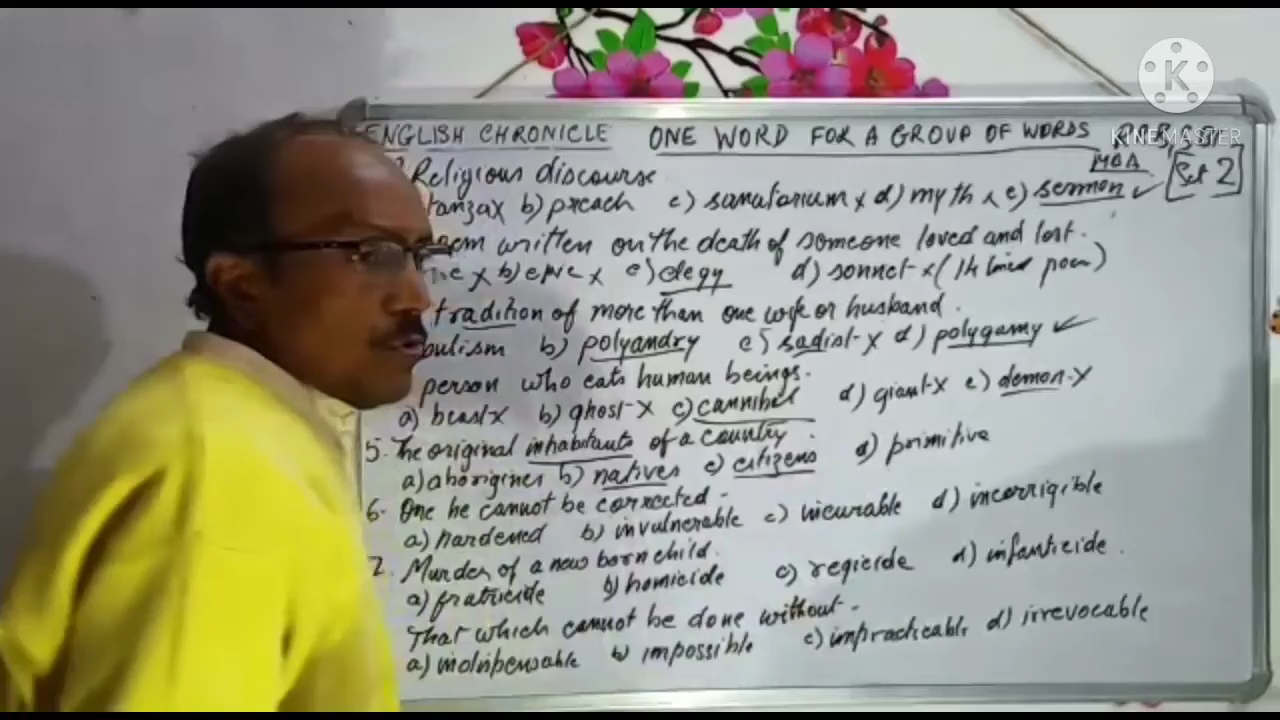 ENGLISH CHRONICLE ONE WORD FOR A GROUP OF WORDS
KINEMASTER
MBA
Set 2
Religious discourse
tanza x b) preach c) sanatarium x d) myth x e) sermon ✓
written on the death of someone loved and lost.
x b) epic x c) elegy d) sonnet x (14 lined poem)
tradition of more than one wife or husband.
b) polyandry c) sadist x d) polygamy ✓
person who eats human beings.
a) beast x b) ghost x c) cannibal d) giant x e) demon x
5. The original inhabitants of a country.
a) aborigines b) natives c) citizens d) primitive
6. One he cannot be corrected.
a) hardened b) invulnerable c) incurable d) incorrigible
7. Murder of a new born child.
a) fratricide b) homicide c) regicide d) infanticide.
That which cannot be done without.
a) indispensable b) impossible c) impracticable d) irrevocable